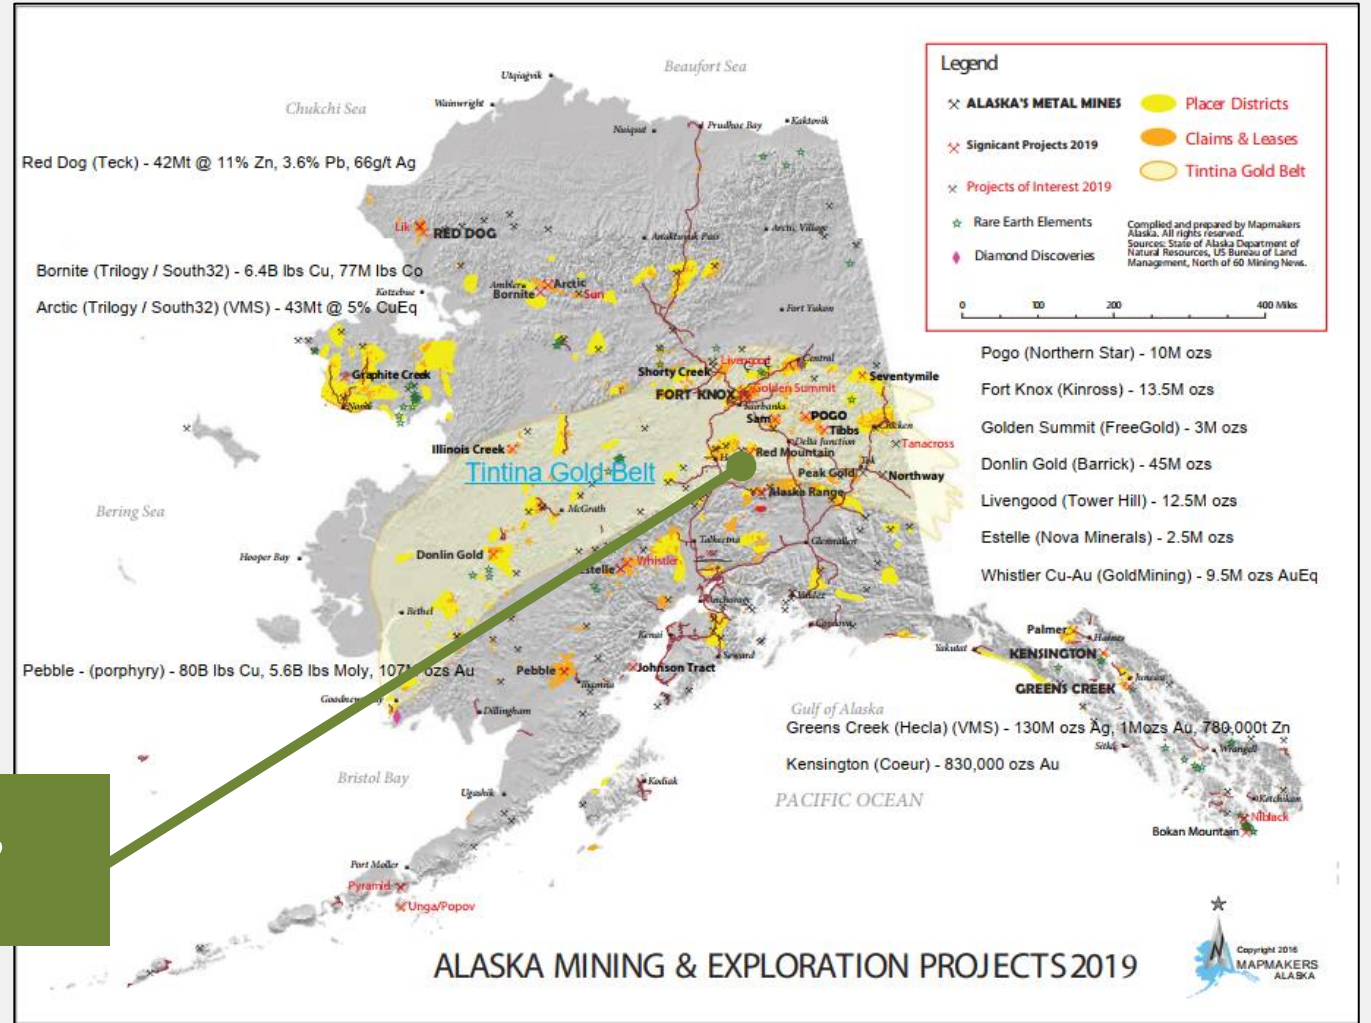 Beaufort Sea
Chukchi Sea
Utqiaġvik
Wainwright
Nuiqsut
Prudhoe Bay
Kaktovik
Red Dog (Teck) - 42Mt @ 11% Zn, 3.6% Pb, 66g/t Ag
Lik
RED DOG
Anaktuvuk Pass
Arctic Village
Bornite (Trilogy / South32) - 6.4B lbs Cu, 77M lbs Co
Arctic (Trilogy / South32) (VMS) - 43Mt @ 5% CuEq
Kotzebue
Ambler
Arctic
Bornite
Sun
Fort Yukon
Graphite Creek
Nome
Shorty Creek
Livengood
Central
FORT KNOX
Golden Summit
Fairbanks
Seventymile
Sam
POGO
Tibbs
Chicken
Delta Junction
Tanacross
Illinois Creek
Tintina Gold Belt
Red Mountain
Tok
Peak Gold
Northway
Alaska Range
Bering Sea
McGrath
Hooper Bay
Donlin Gold
Talkeetna
Glennallen
Estelle
Whistler
Bethel
Anchorage
Valdez
Cordova
Kenai
Seward
Pebble - (porphyry) - 80B lbs Cu, 5.6B lbs Moly, 107M ozs Au
Pebble
Iliamna
Johnson Tract
Dillingham
Gulf of Alaska
Bristol Bay
Ugashik
Kodiak
PACIFIC OCEAN
Port Moller
Pyramid
Unga/Popov
Yakutat
Palmer
Haines
KENSINGTON
Juneau
GREENS CREEK
Greens Creek (Hecla) (VMS) - 130M ozs Ag, 1Mozs Au, 780,000t Zn
Sitka
Wrangell
Kensington (Coeur) - 830,000 ozs Au
Ketchikan
Niblack
Bokan Mountain
Legend
ALASKA'S METAL MINES
Signicant Projects 2019
Projects of Interest 2019
Rare Earth Elements
Diamond Discoveries
Placer Districts
Claims & Leases
Tintina Gold Belt
Complied and prepared by Mapmakers
Alaska. All rights reserved.
Sources: State of Alaska Department of
Natural Resources, US Bureau of Land
Management, North of 60 Mining News.
0 100 200 400 Miles
Pogo (Northern Star) - 10M ozs
Fort Knox (Kinross) - 13.5M ozs
Golden Summit (FreeGold) - 3M ozs
Donlin Gold (Barrick) - 45M ozs
Livengood (Tower Hill) - 12.5M ozs
Estelle (Nova Minerals) - 2.5M ozs
Whistler Cu-Au (GoldMining) - 9.5M ozs AuEq
ALASKA MINING & EXPLORATION PROJECTS 2019
N
Copyright 2016
MAPMAKERS
ALASKA